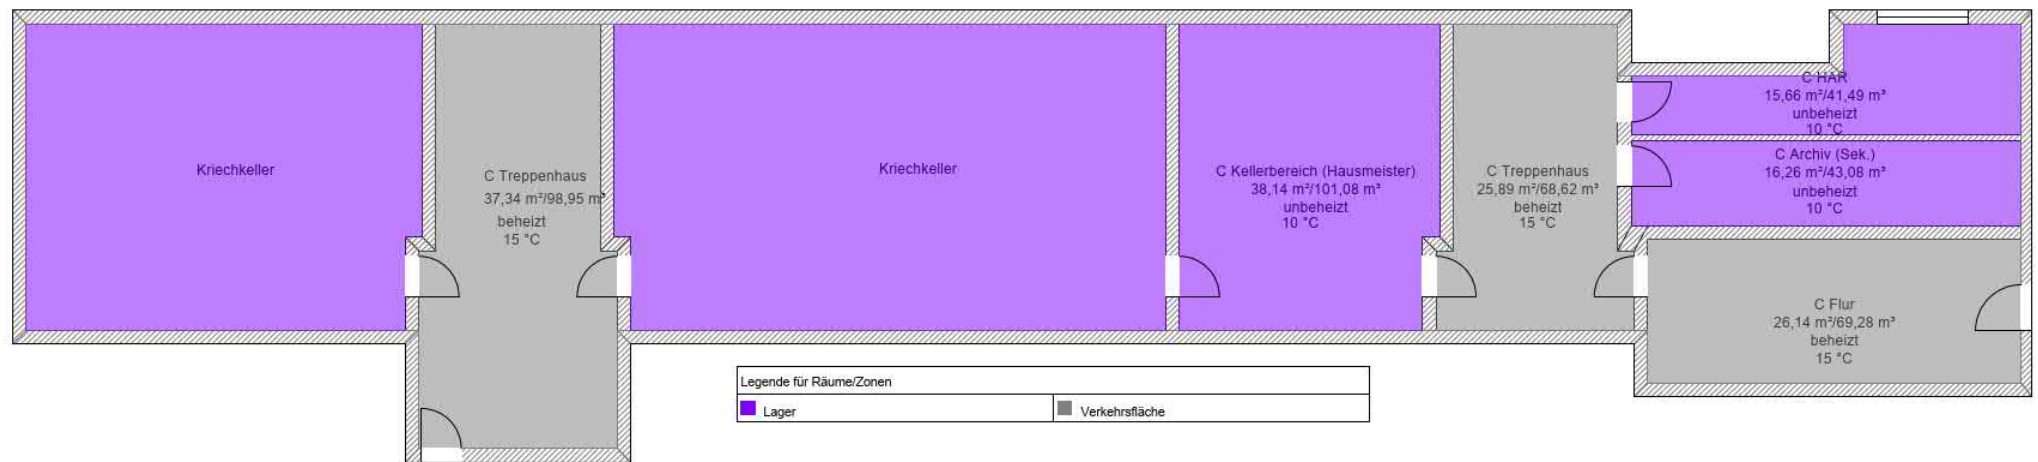 Kriechkeller
C Treppenhaus
37,34 m²/98,95 m³
beheizt
15 °C
Kriechkeller
C Kellerbereich (Hausmeister)
38,14 m²/101,08 m³
unbeheizt
10 °C
C Treppenhaus
25,89 m²/68,62 m³
beheizt
15 °C
C HAR
15,66 m²/41,49 m³
unbeheizt
10 °C
C Archiv (Sek.)
16,26 m²/43,08 m³
unbeheizt
10 °C
C Flur
26,14 m²/69,28 m³
beheizt
15 °C
Legende für Räume/Zonen
Lager
Verkehrsfläche